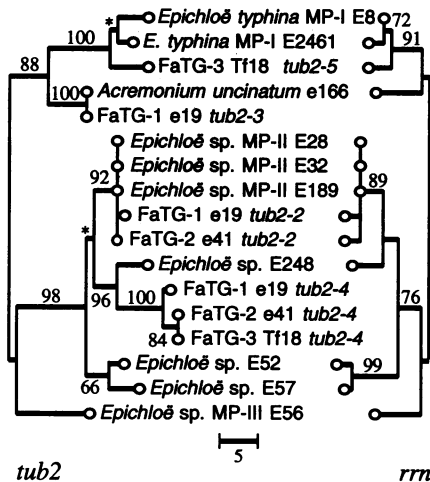 Epichloë typhina MP-I E8 72
* 100 E. typhina MP-I E2461 91
88 FaTG-3 Tf18 tub2-5
100 Acremonium uncinatum e166
FaTG-1 e19 tub2-3
Epichloë sp. MP-II E28
Epichloë sp. MP-II E32
92 Epichloë sp. MP-II E189 89
FaTG-1 e19 tub2-2
* FaTG-2 e41 tub2-2
Epichloë sp. E248
96 100 FaTG-1 e19 tub2-4
98 FaTG-2 e41 tub2-4 76
84 FaTG-3 Tf18 tub2-4
Epichloë sp. E52 99
66 Epichloë sp. E57
Epichloë sp. MP-III E56
5
tub2 rrn